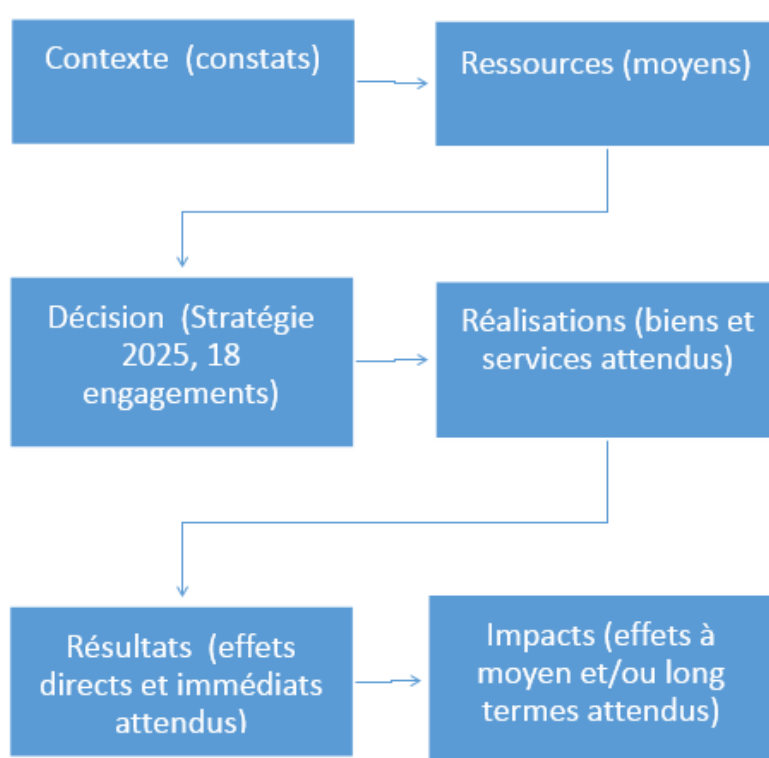 Contexte (constats)
Ressources (moyens)
Décision (Stratégie
2025, 18
engagements)
Réalisations (biens et
services attendus)
Résultats (effets
directs et immédiats
attendus)
Impacts (effets à
moyen et/ou long
termes attendus)